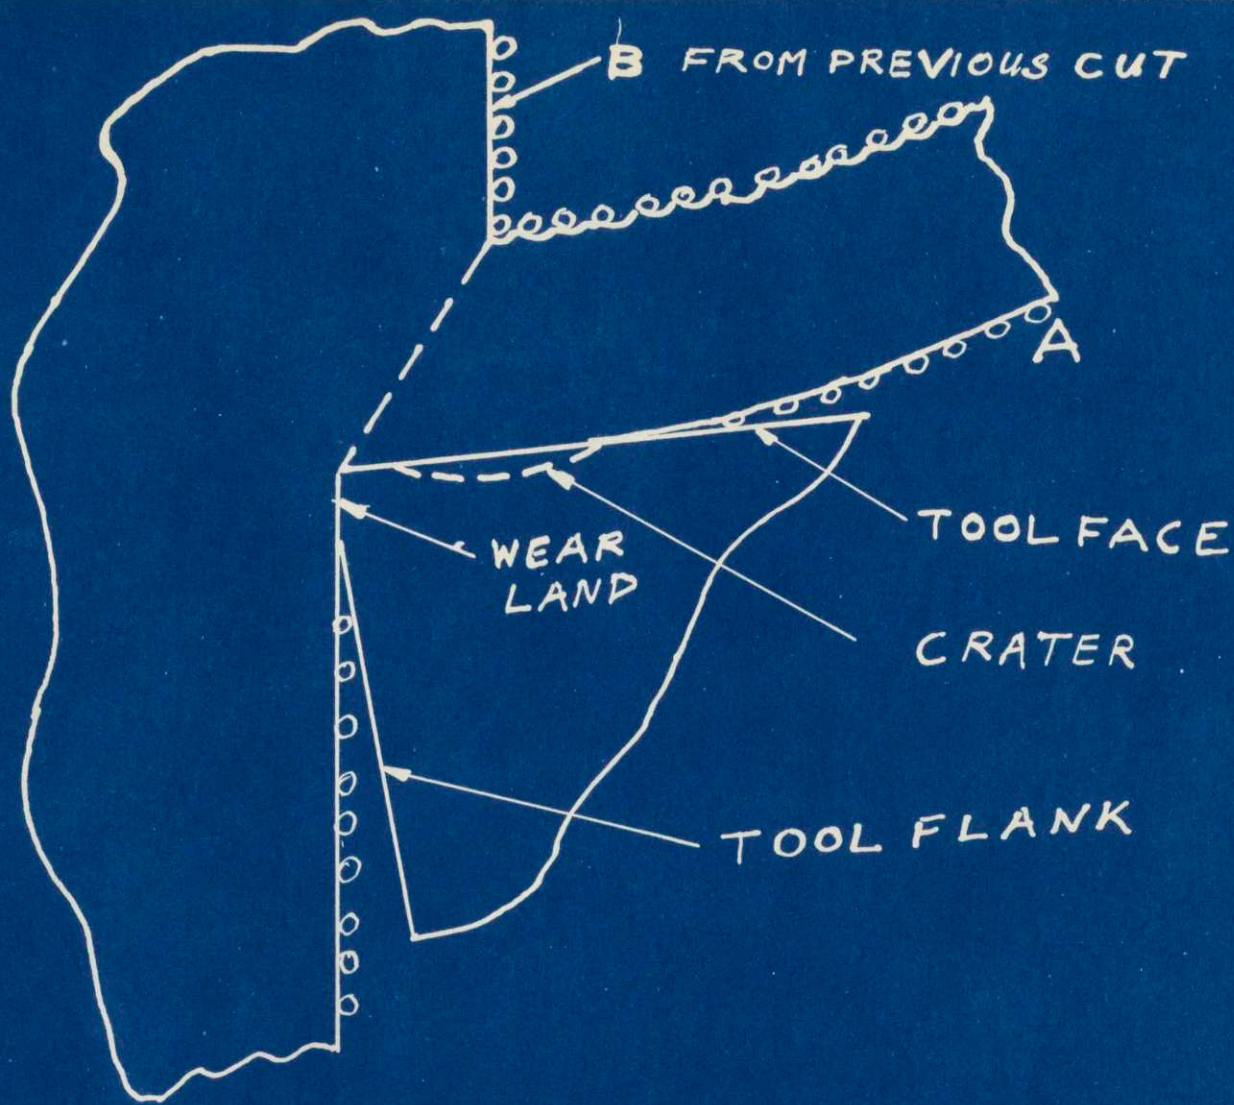 B FROM PREVIOUS CUT
A
TOOL FACE
WEAR
LAND
CRATER
TOOL FLANK